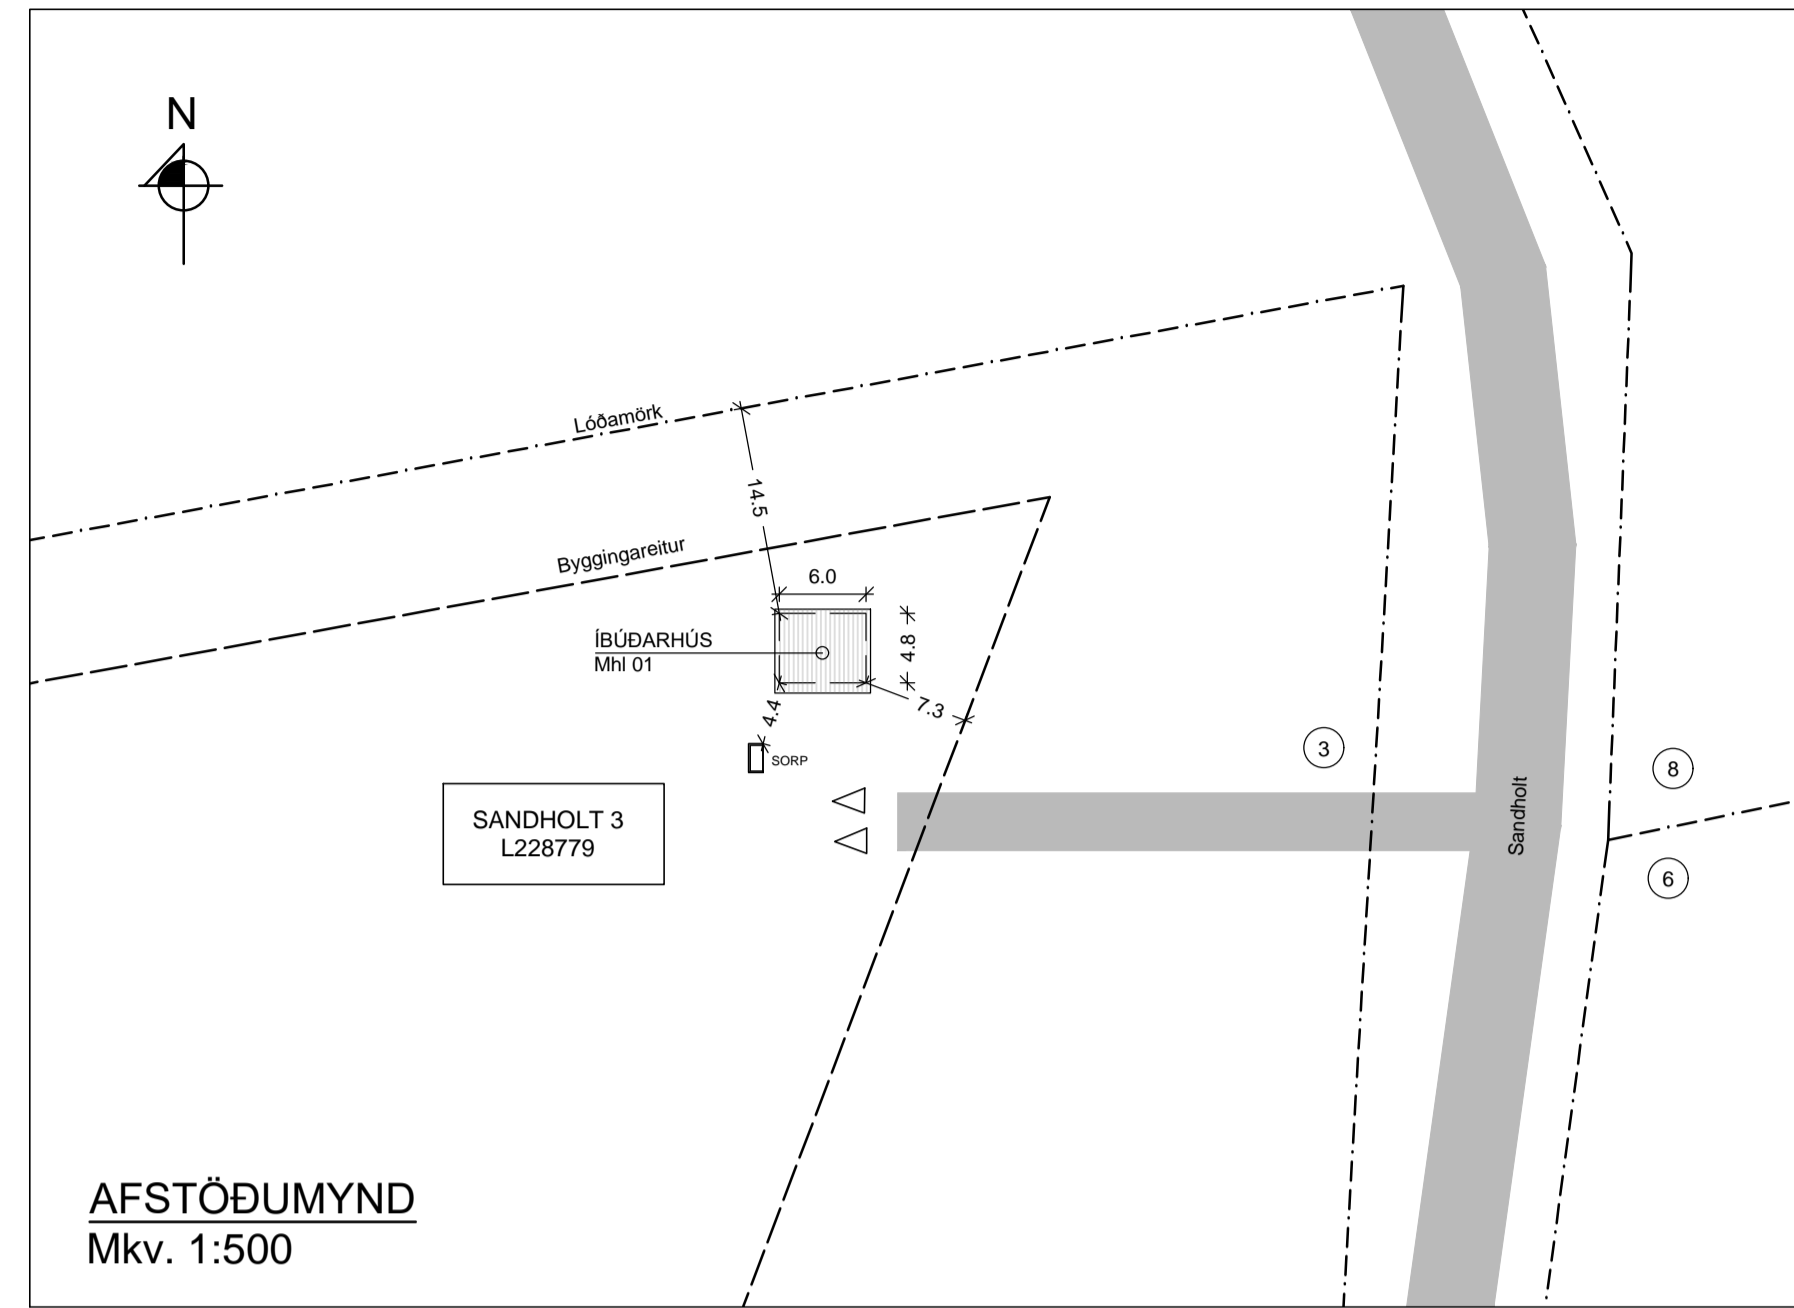 N
Lóðamörk
14.5
Byggingareitur
6.0
ÍBÚÐARHÚS
Mhl 01
4.8
7.3
4.4
SORP
3
8
Sandholt
SANDHOLT 3
L228779
6
AFSTÖÐUMYND
Mkv. 1:500